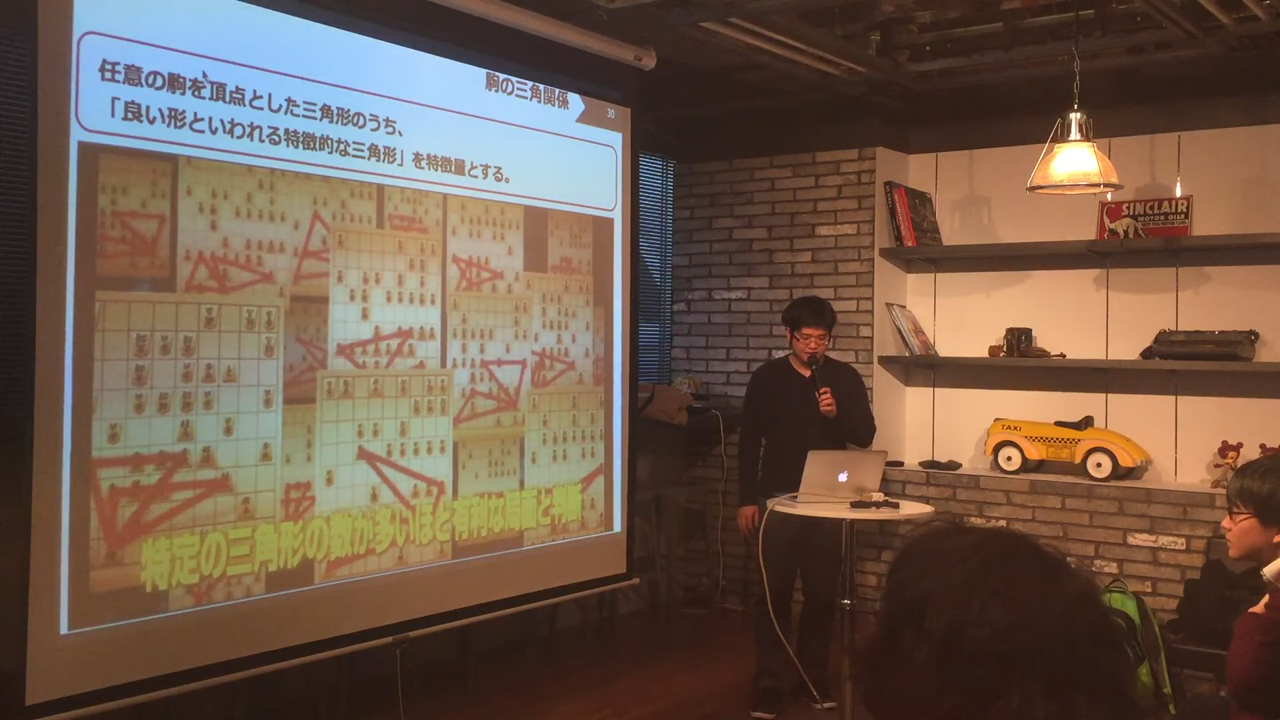 駒の三角関係
30
任意の駒を頂点とした三角形のうち、
「良い形といわれる特徴的な三角形」を特徴量とする。
特定の三角形の数が多いほど有利な局面と判断
SINCLAIR
MOTOR OILS
TAXI